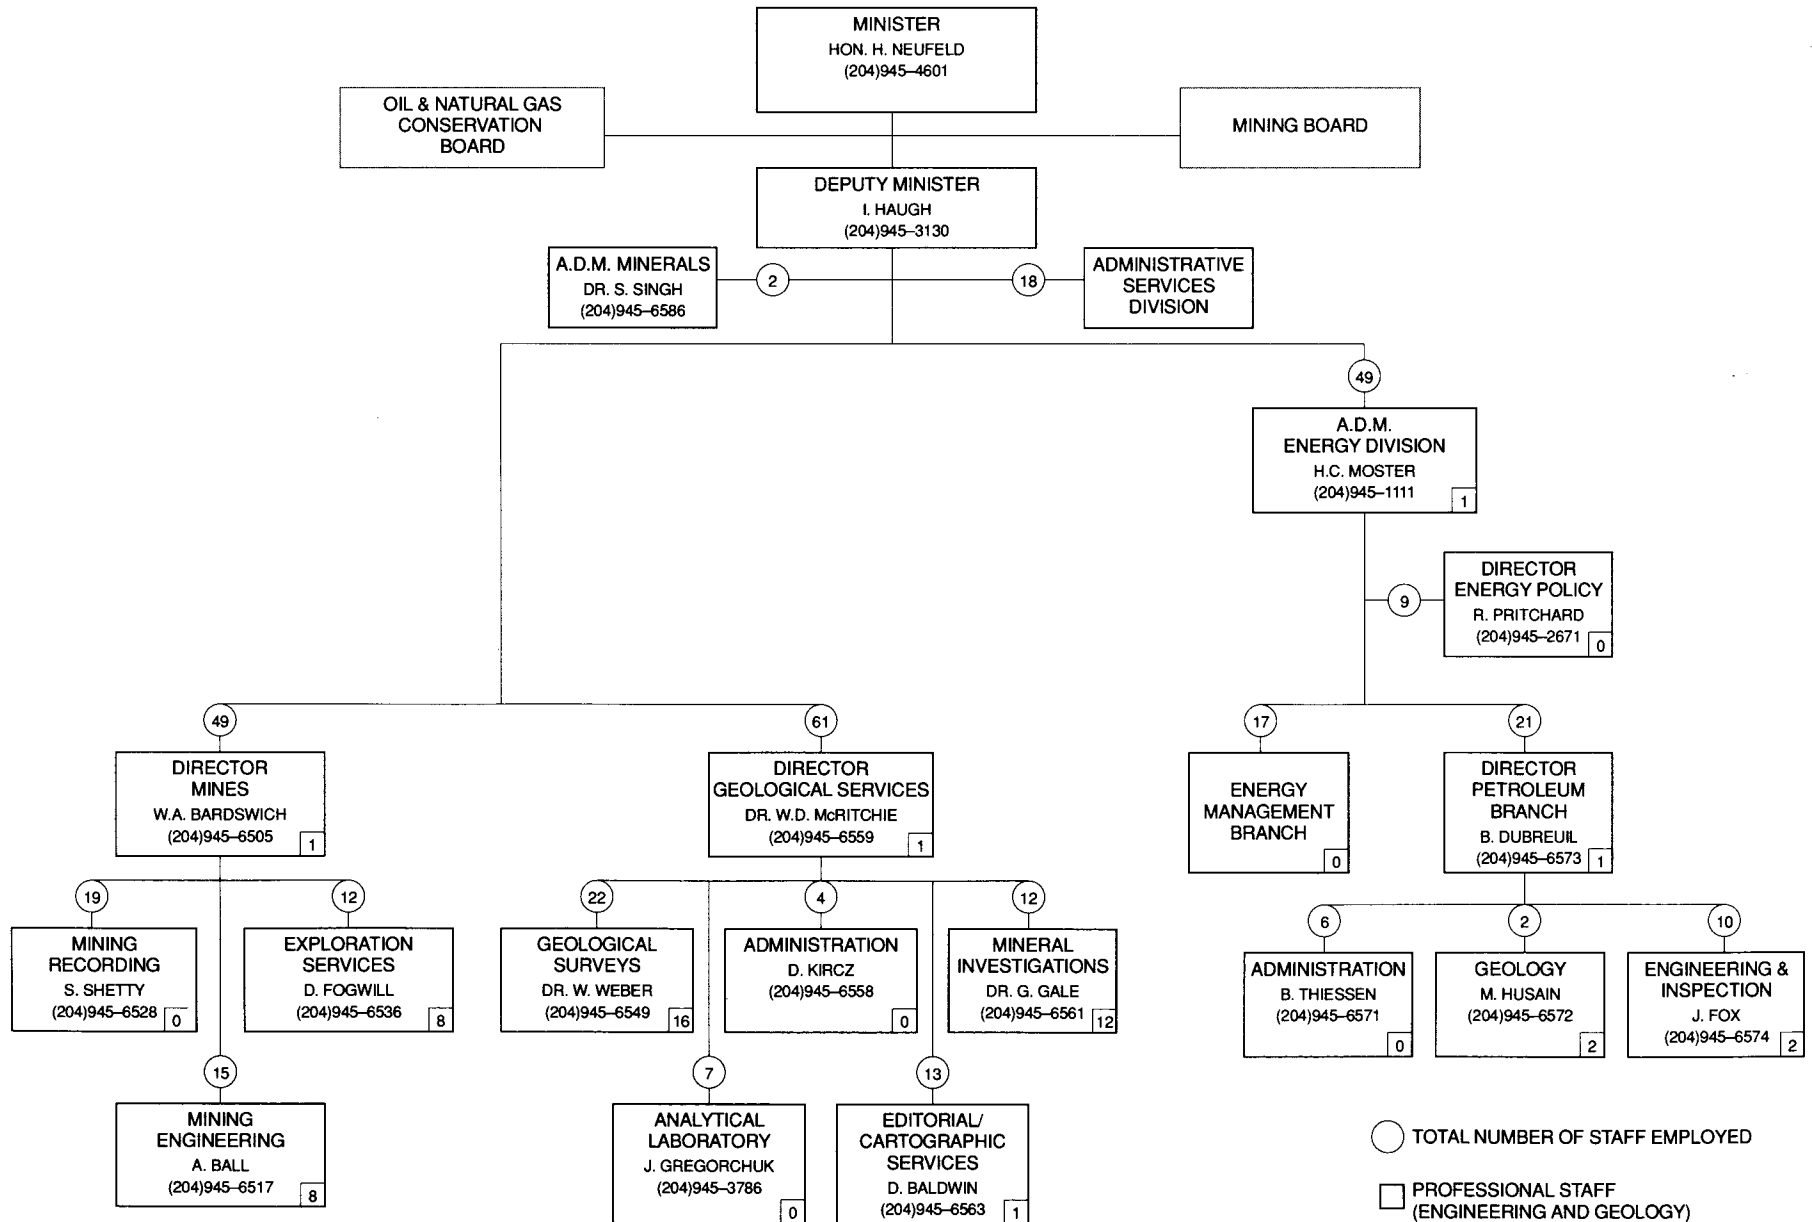 MINISTER
HON. H. NEUFELD
(204)945–4601
OIL & NATURAL GAS
CONSERVATION
BOARD
MINING BOARD
DEPUTY MINISTER
I. HAUGH
(204)945–3130
A.D.M. MINERALS
DR. S. SINGH
(204)945–6586
2
18
ADMINISTRATIVE
SERVICES
DIVISION
49
A.D.M.
ENERGY DIVISION
H.C. MOSTER
(204)945–1111
1
9
DIRECTOR
ENERGY POLICY
R. PRITCHARD
(204)945–2671
0
49
DIRECTOR
MINES
W.A. BARDSWICH
(204)945–6505
1
61
DIRECTOR
GEOLOGICAL SERVICES
DR. W.D. McRITCHIE
(204)945–6559
1
17
ENERGY
MANAGEMENT
BRANCH
0
21
DIRECTOR
PETROLEUM
BRANCH
B. DUBREUIL
(204)945–6573
1
19
MINING
RECORDING
S. SHETTY
(204)945–6528
0
12
EXPLORATION
SERVICES
D. FOGWILL
(204)945–6536
8
22
GEOLOGICAL
SURVEYS
DR. W. WEBER
(204)945–6549
16
4
ADMINISTRATION
D. KIRCZ
(204)945–6558
0
12
MINERAL
INVESTIGATIONS
DR. G. GALE
(204)945–6561
12
6
ADMINISTRATION
B. THIESSEN
(204)945–6571
0
2
GEOLOGY
M. HUSAIN
(204)945–6572
2
10
ENGINEERING &
INSPECTION
J. FOX
(204)945–6574
2
15
MINING
ENGINEERING
A. BALL
(204)945–6517
8
7
ANALYTICAL
LABORATORY
J. GREGORCHUK
(204)945–3786
0
13
EDITORIAL/
CARTOGRAPHIC
SERVICES
D. BALDWIN
(204)945–6563
1
TOTAL NUMBER OF STAFF EMPLOYED
PROFESSIONAL STAFF
(ENGINEERING AND GEOLOGY)